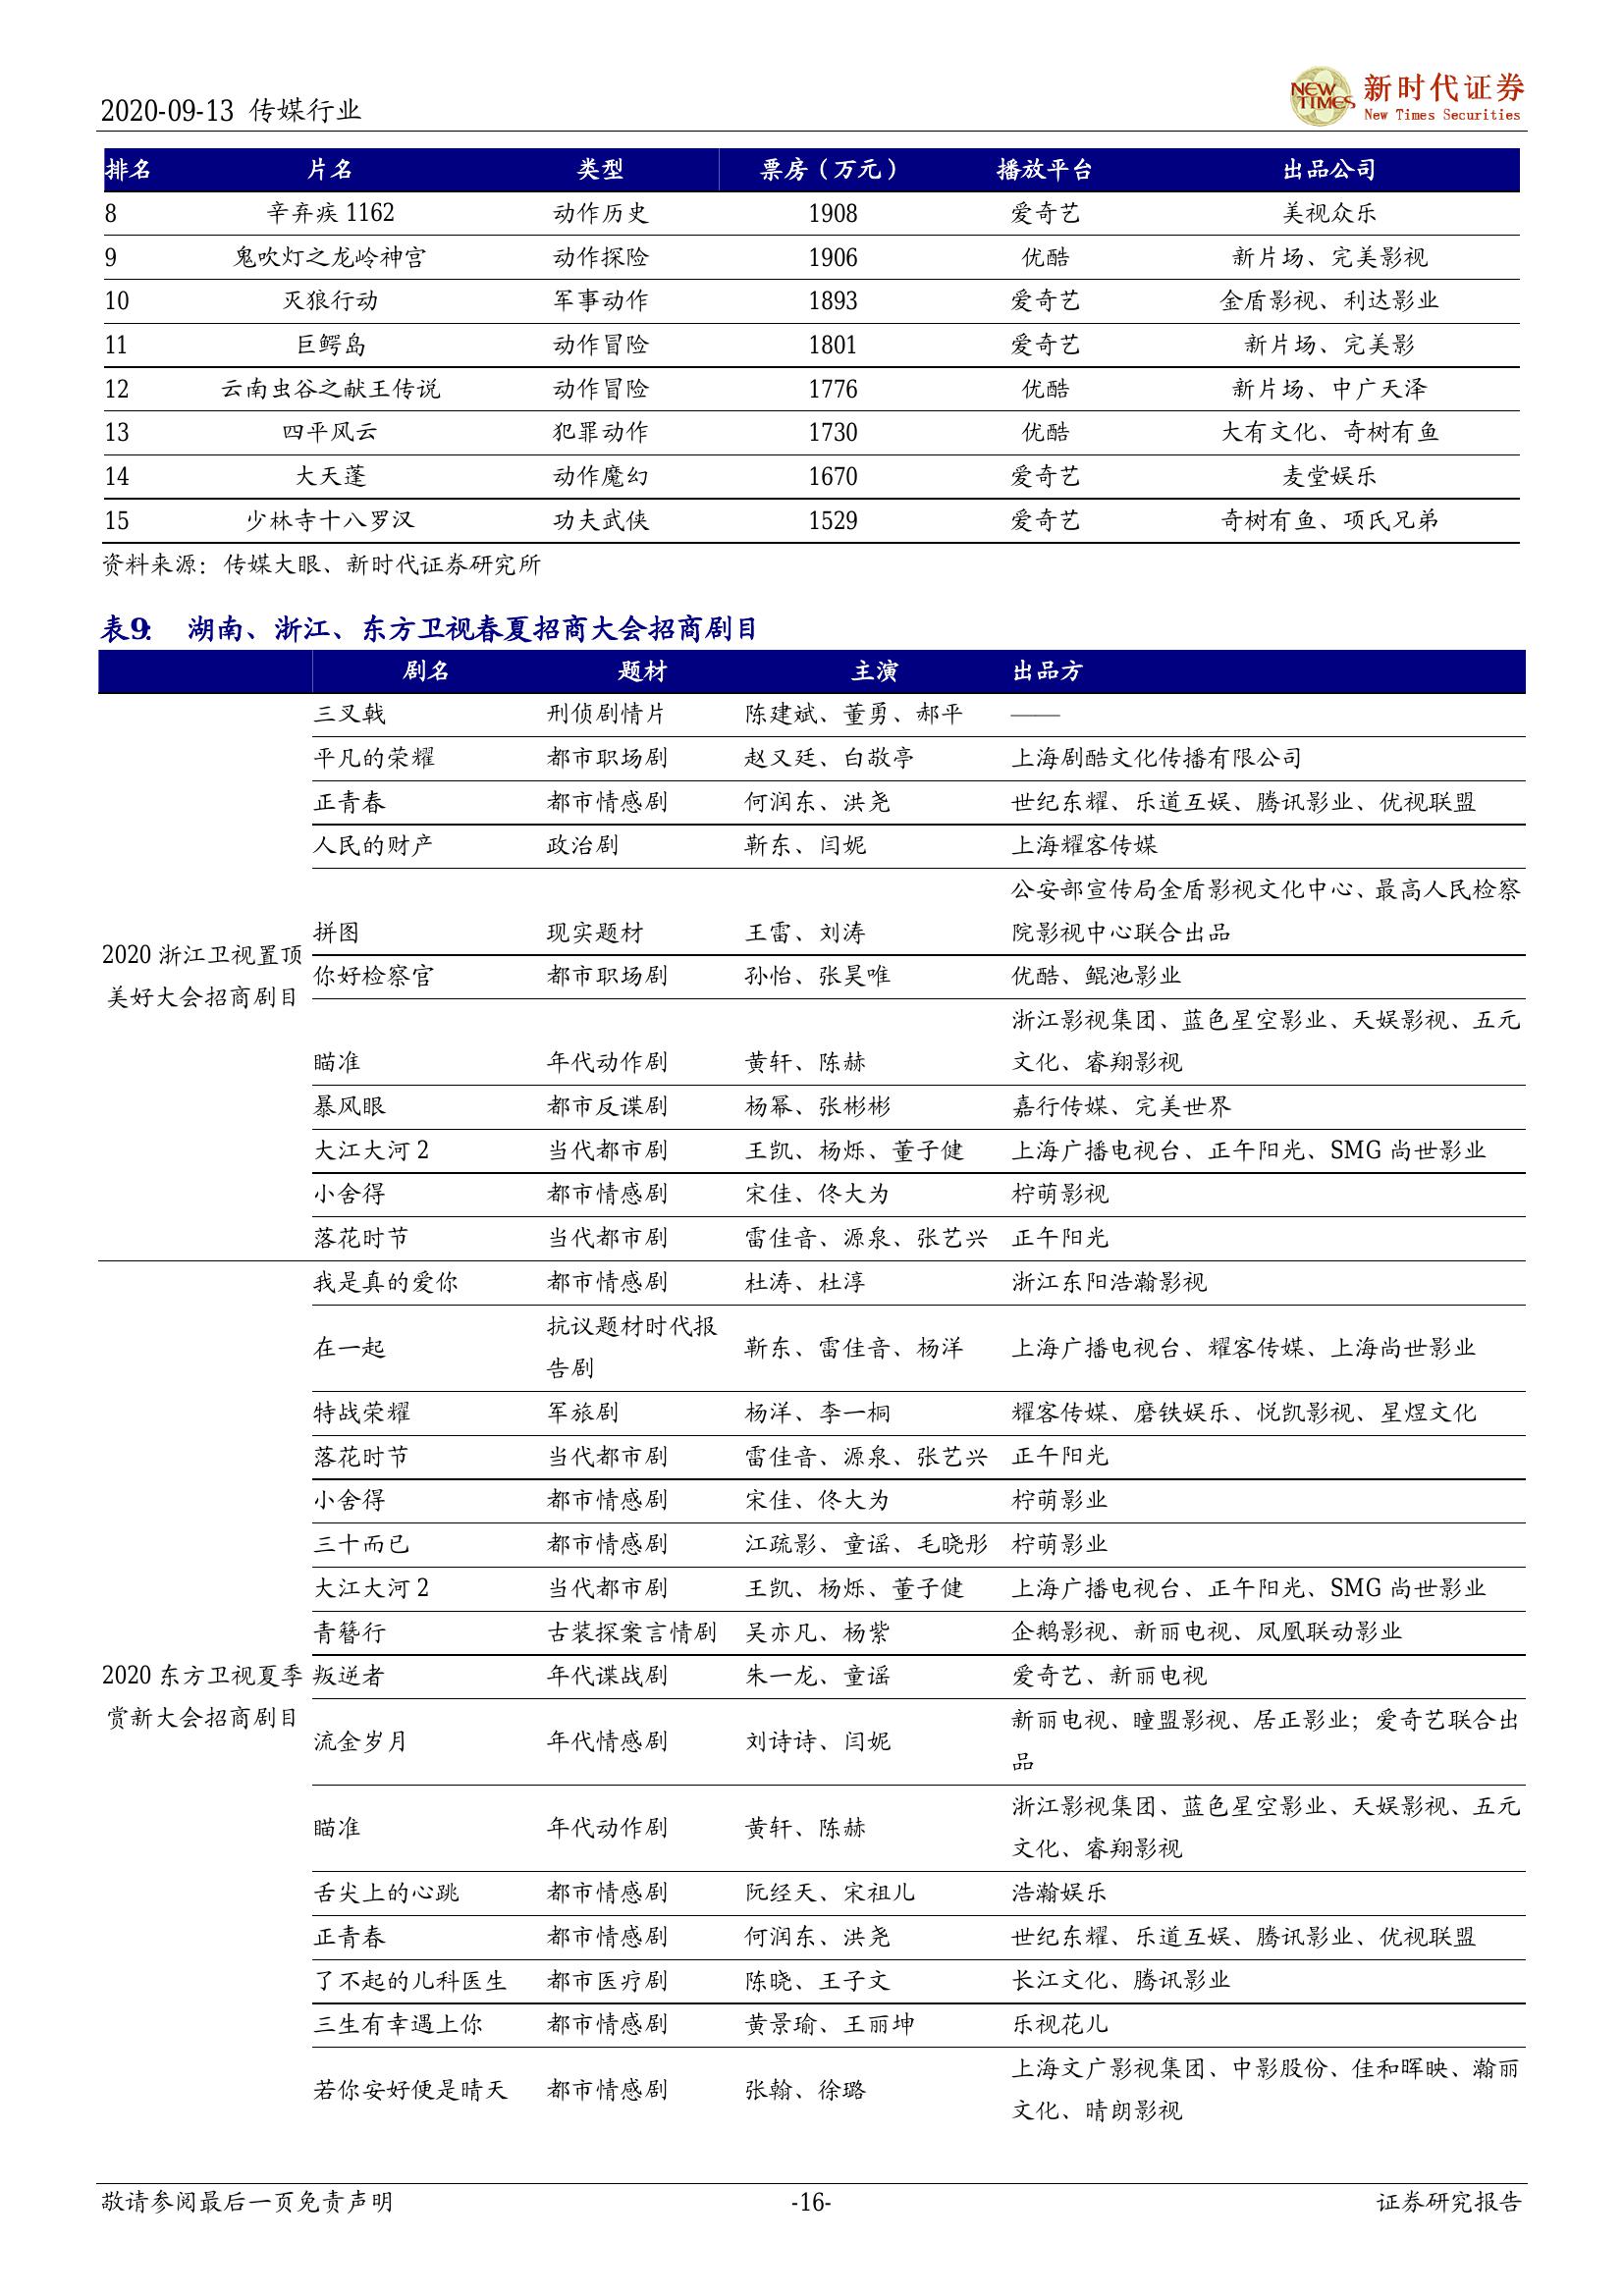 2020-09-13 传媒行业
NEW TIMES 新时代证券
New Times Securities
排名 片名 类型 票房（万元） 播放平台 出品公司
8 辛弃疾 1162 动作历史 1908 爱奇艺 美视众乐
9 鬼吹灯之龙岭神宫 动作探险 1906 优酷 新片场、完美影视
10 灭狼行动 军事动作 1893 爱奇艺 金盾影视、利达影业
11 巨鳄岛 动作冒险 1801 爱奇艺 新片场、完美影
12 云南虫谷之献王传说 动作冒险 1776 优酷 新片场、中广天泽
13 四平风云 犯罪动作 1730 优酷 大有文化、奇树有鱼
14 大天蓬 动作魔幻 1670 爱奇艺 麦堂娱乐
15 少林寺十八罗汉 功夫武侠 1529 爱奇艺 奇树有鱼、项氏兄弟
资料来源：传媒大眼、新时代证券研究所
表9： 湖南、浙江、东方卫视春夏招商大会招商剧目
剧名 题材 主演 出品方
2020 浙江卫视置顶
美好大会招商剧目
三叉戟 刑侦剧情片 陈建斌、董勇、郝平 ——
平凡的荣耀 都市职场剧 赵又廷、白敬亭 上海剧酷文化传播有限公司
正青春 都市情感剧 何润东、洪尧 世纪东耀、乐道互娱、腾讯影业、优视联盟
人民的财产 政治剧 靳东、闫妮 上海耀客传媒
公安部宣传局金盾影视文化中心、最高人民检察
拼图 现实题材 王雷、刘涛 院影视中心联合出品
你好检察官 都市职场剧 孙怡、张昊唯 优酷、鲲池影业
浙江影视集团、蓝色星空影业、天娱影视、五元
瞄准 年代动作剧 黄轩、陈赫 文化、睿翔影视
暴风眼 都市反谍剧 杨幂、张彬彬 嘉行传媒、完美世界
大江大河 2 当代都市剧 王凯、杨烁、董子健 上海广播电视台、正午阳光、SMG 尚世影业
小舍得 都市情感剧 宋佳、佟大为 柠萌影视
落花时节 当代都市剧 雷佳音、源泉、张艺兴 正午阳光
2020 东方卫视夏季
赏新大会招商剧目
我是真的爱你 都市情感剧 杜涛、杜淳 浙江东阳浩瀚影视
在一起 抗议题材时代报
告剧 靳东、雷佳音、杨洋 上海广播电视台、耀客传媒、上海尚世影业
特战荣耀 军旅剧 杨洋、李一桐 耀客传媒、磨铁娱乐、悦凯影视、星煜文化
落花时节 当代都市剧 雷佳音、源泉、张艺兴 正午阳光
小舍得 都市情感剧 宋佳、佟大为 柠萌影业
三十而已 都市情感剧 江疏影、童谣、毛晓彤 柠萌影业
大江大河 2 当代都市剧 王凯、杨烁、董子健 上海广播电视台、正午阳光、SMG 尚世影业
青簪行 古装探案言情剧 吴亦凡、杨紫 企鹅影视、新丽电视、凤凰联动影业
叛逆者 年代谍战剧 朱一龙、童谣 爱奇艺、新丽电视
流金岁月 年代情感剧 刘诗诗、闫妮 新丽电视、瞳盟影视、居正影业；爱奇艺联合出
品
瞄准 年代动作剧 黄轩、陈赫 浙江影视集团、蓝色星空影业、天娱影视、五元
文化、睿翔影视
舌尖上的心跳 都市情感剧 阮经天、宋祖儿 浩瀚娱乐
正青春 都市情感剧 何润东、洪尧 世纪东耀、乐道互娱、腾讯影业、优视联盟
了不起的儿科医生 都市医疗剧 陈晓、王子文 长江文化、腾讯影业
三生有幸遇上你 都市情感剧 黄景瑜、王丽坤 乐视花儿
若你安好便是晴天 都市情感剧 张翰、徐璐 上海文广影视集团、中影股份、佳和晖映、瀚丽
文化、晴朗影视
敬请参阅最后一页免责声明 -16- 证券研究报告